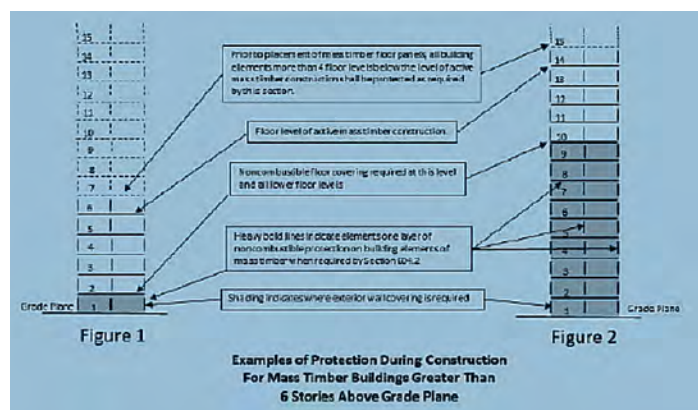 15
14
13
12
11
10
9
8
7
6
5
4
3
2
1
Grade Plane
Figure 1
Prior to placement of mass timber floor panels, all building
elements more than 4 floor levels below the level of active
mass timber construction shall be protected as required
by this section.
Floor level of active mass timber construction.
Noncombustible floor covering required at this level
and all lower floor levels
Heavy bold lines indicate elements one layer of
noncombustible protection on building elements of
mass timber when required by Section 604.2
Shading indicates where exterior wall covering is required
15
14
13
12
11
10
9
8
7
6
5
4
3
2
1
Grade Plane
Figure 2
Examples of Protection During Construction
For Mass Timber Buildings Greater Than
6 Stories Above Grade Plane